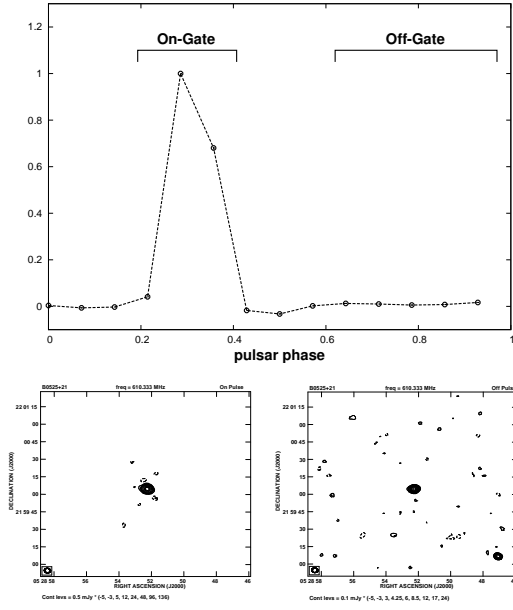 On-Gate
Off-Gate
1.2
1
0.8
0.6
0.4
0.2
0
0 0.2 0.4 0.6 0.8 1
pulsar phase
B0525+21 freq = 610.333 MHz On Pulse
DECLINATION (J2000)
22 01 15
00
00 45
30
15
00
21 59 45
30
15
00
05 28 58 56 54 52 50 48 46
RIGHT ASCENSION (J2000)
Cont levs = 0.5 mJy * (-5, -3, 5, 12, 24, 48, 96, 136)
B0525+21 freq = 610.333 MHz Off Pulse
DECLINATION (J2000)
22 01 15
00
00 45
30
15
00
21 59 45
30
15
00
05 28 58 56 54 52 50 48 46
RIGHT ASCENSION (J2000)
Cont levs = 0.1 mJy * (-5, -3, 3, 4.25, 6, 8.5, 12, 17, 24)